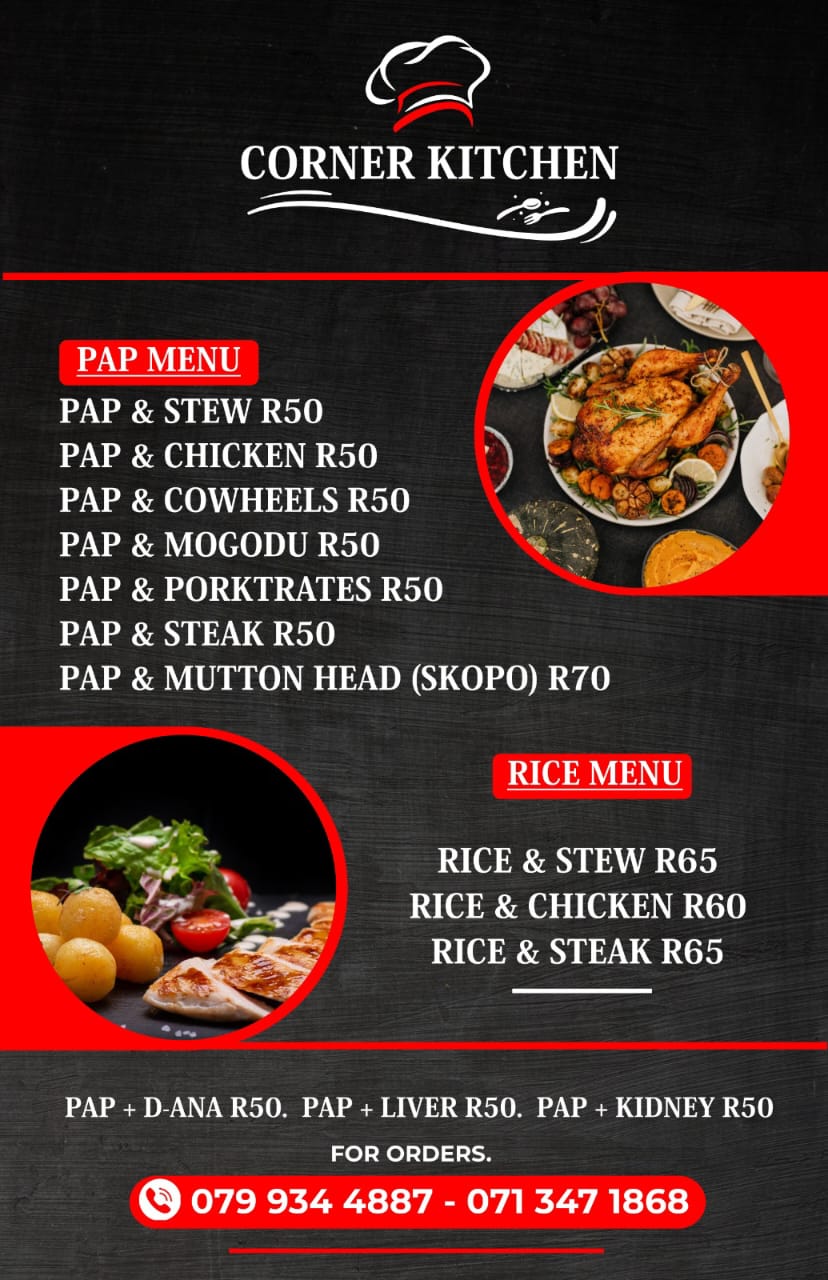 CORNER KITCHEN
PAP MENU
PAP & STEW R50
PAP & CHICKEN R50
PAP & COWHEELS R50
PAP & MOGODU R50
PAP & PORKTRATES R50
PAP & STEAK R50
PAP & MUTTON HEAD (SKOPO) R70
RICE MENU
RICE & STEW R65
RICE & CHICKEN R60
RICE & STEAK R65
PAP + D-ANA R50. PAP + LIVER R50. PAP + KIDNEY R50
FOR ORDERS.
079 934 4887 - 071 347 1868